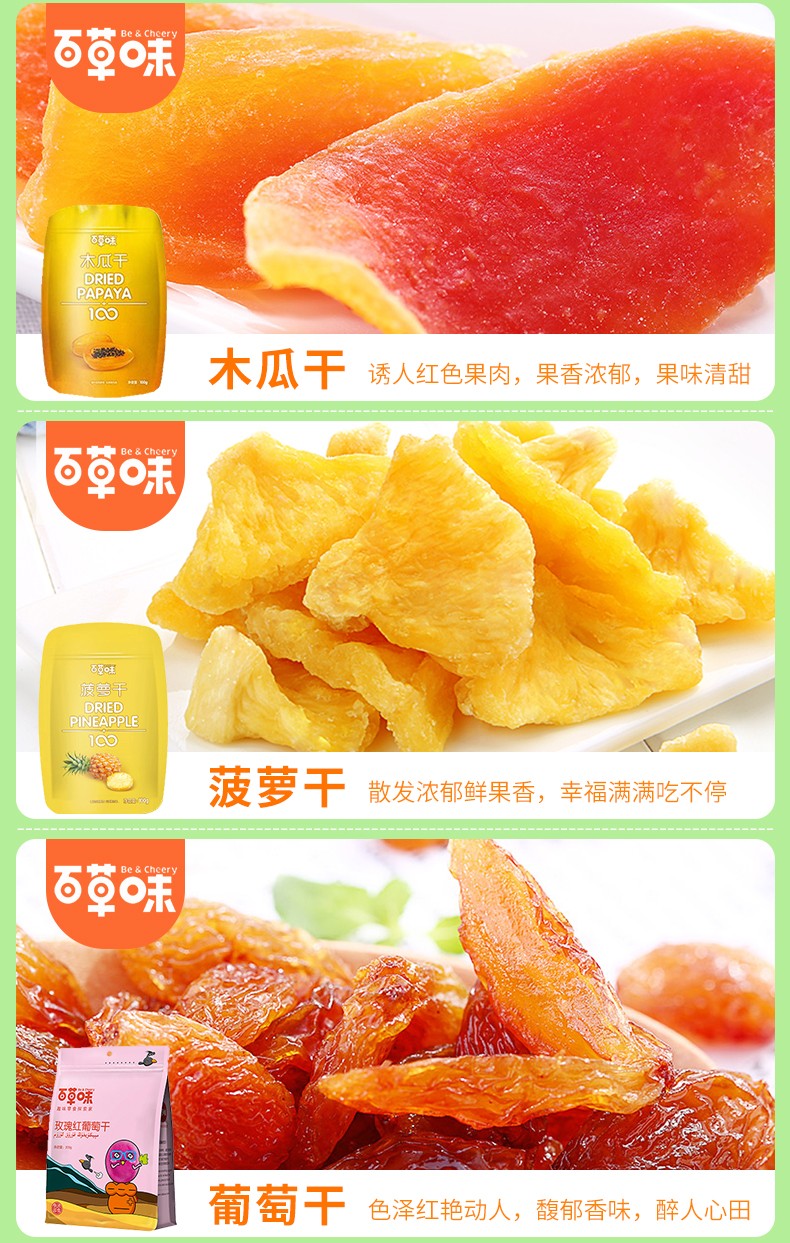 Be & Cheery
百草味
百草味
木瓜干
DRIED
PAPAYA
100
木瓜干 诱人红色果肉，果香浓郁，果味清甜
Be & Cheery
百草味
百草味
菠萝干
DRIED
PINEAPPLE
100
菠萝干 散发浓郁鲜果香，幸福满满吃不停
Be & Cheery
百草味
Be & Cheery
百草味
玫瑰红葡萄干
葡萄干 色泽红艳动人，馥郁香味，醉人心田